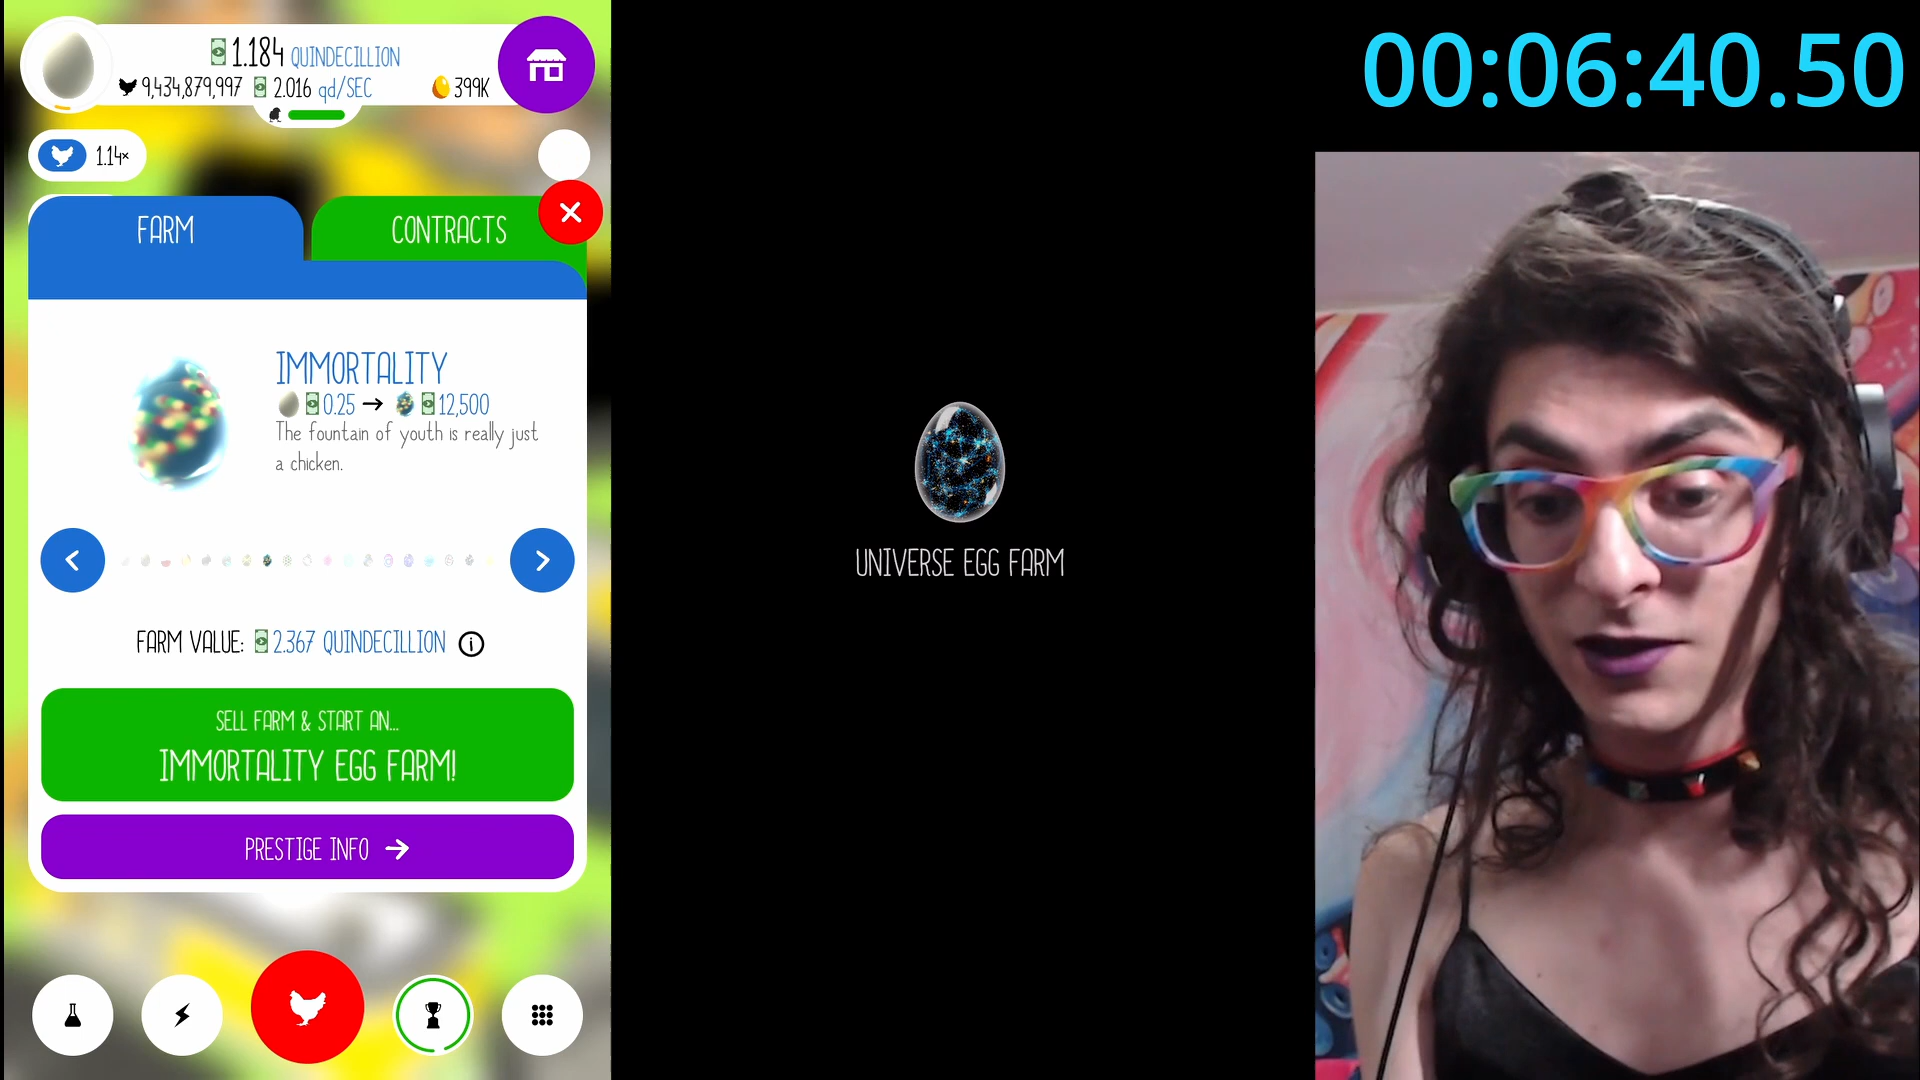 1.184 QUINDECILLION
9,434,879,997 2.016 qd/SEC 399K
1.14×
FARM
CONTRACTS
IMMORTALITY
0.25 → 12,500
The fountain of youth is really just
a chicken.
FARM VALUE: 2.367 QUINDECILLION
SELL FARM & START AN...
IMMORTALITY EGG FARM!
PRESTIGE INFO →
UNIVERSE EGG FARM
00:06:40.50